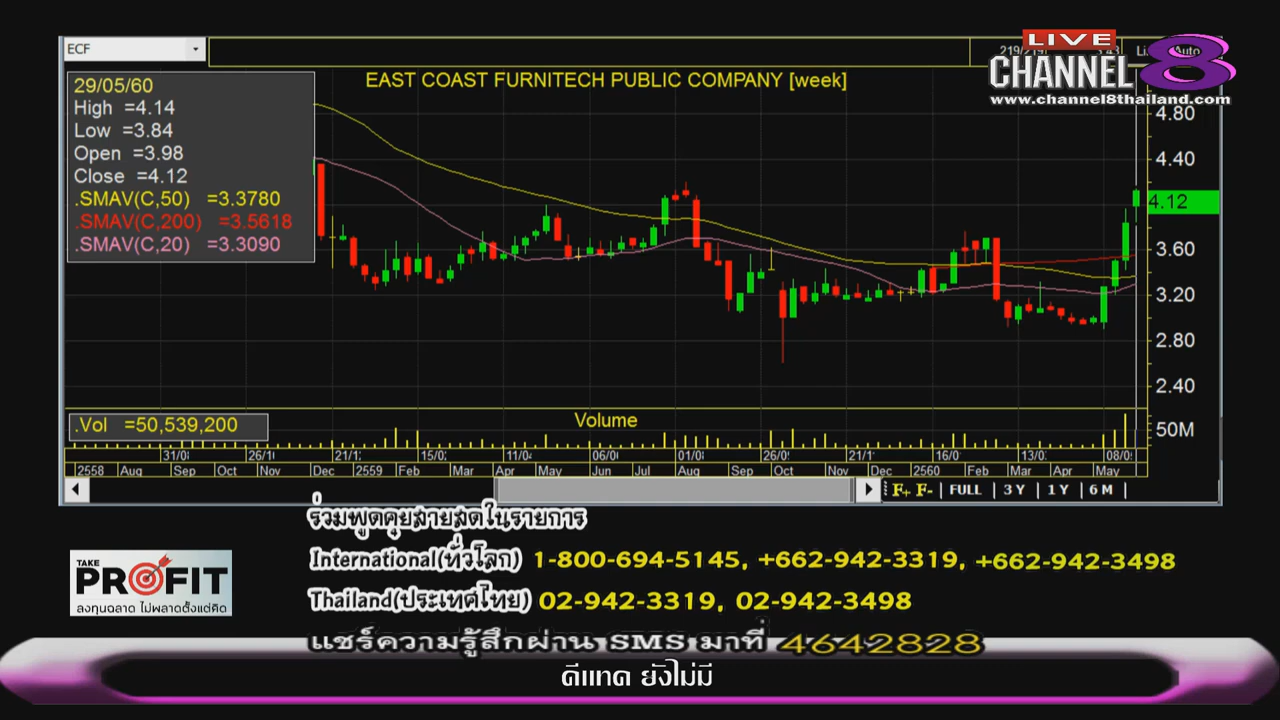 ECF
LIVE
CHANNEL 8
www.channel8thailand.com
EAST COAST FURNITECH PUBLIC COMPANY [week]
29/05/60
High =4.14
Low =3.84
Open =3.98
Close =4.12
.SMAV(C,50) =3.3780
.SMAV(C,200) =3.5618
.SMAV(C,20) =3.3090
4.80
4.40
4.12
3.60
3.20
2.80
2.40
.Vol =50,539,200
Volume
50M
2558 Aug Sep Oct Nov Dec 2559 Feb Mar Apr May Jun Jul Aug Sep Oct Nov Dec 2560 Feb Mar Apr May
F+ F- FULL 3 Y 1 Y 6 M
ร่วมพูดคุยสายสดในรายการ
International(ทั่วโลก) 1-800-694-5145, +662-942-3319, +662-942-3498
TAKE
PROFIT
ลงทุนฉลาด ไม่พลาดตั้งแต่คิด
Thailand(ประเทศไทย) 02-942-3319, 02-942-3498
แชร์ความรู้สึกผ่าน SMS มาที่ 4642828
ดีแทค ยังไม่มี